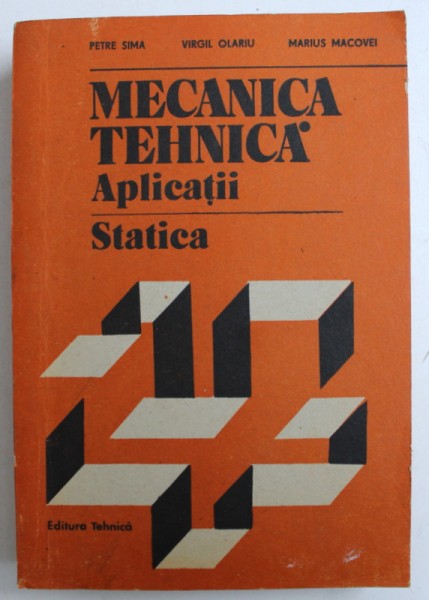 PETRE SIMA VIRGIL OLARIU MARIUS MACOVEI
MECANICA
TEHNICĂ
Aplicații
Statica
Editura Tehnică